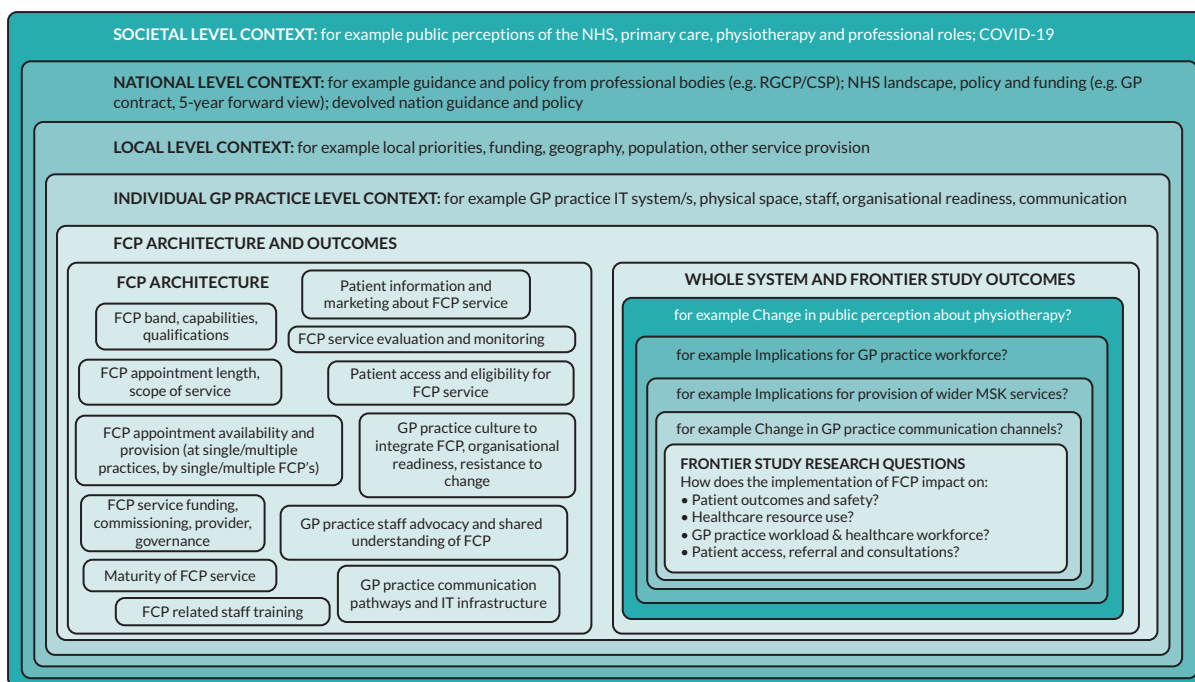 SOCIETAL LEVEL CONTEXT: for example public perceptions of the NHS, primary care, physiotherapy and professional roles; COVID-19
NATIONAL LEVEL CONTEXT: for example guidance and policy from professional bodies (e.g. RGCP/CSP); NHS landscape, policy and funding (e.g. GP
contract, 5-year forward view); devolved nation guidance and policy
LOCAL LEVEL CONTEXT: for example local priorities, funding, geography, population, other service provision
INDIVIDUAL GP PRACTICE LEVEL CONTEXT: for example GP practice IT system/s, physical space, staff, organisational readiness, communication
FCP ARCHITECTURE AND OUTCOMES
FCP ARCHITECTURE
Patient information and
marketing about FCP service
FCP band, capabilities,
qualifications
FCP service evaluation and monitoring
FCP appointment length,
scope of service
Patient access and eligibility for
FCP service
FCP appointment availability and
provision (at single/multiple
practices, by single/multiple FCP's)
GP practice culture to
integrate FCP, organisational
readiness, resistance to
change
FCP service funding,
commissioning, provider,
governance
GP practice staff advocacy and shared
understanding of FCP
Maturity of FCP service
GP practice communication
pathways and IT infrastructure
FCP related staff training
WHOLE SYSTEM AND FRONTIER STUDY OUTCOMES
for example Change in public perception about physiotherapy?
for example Implications for GP practice workforce?
for example Implications for provision of wider MSK services?
for example Change in GP practice communication channels?
FRONTIER STUDY RESEARCH QUESTIONS
How does the implementation of FCP impact on:
• Patient outcomes and safety?
• Healthcare resource use?
• GP practice workload & healthcare workforce?
• Patient access, referral and consultations?